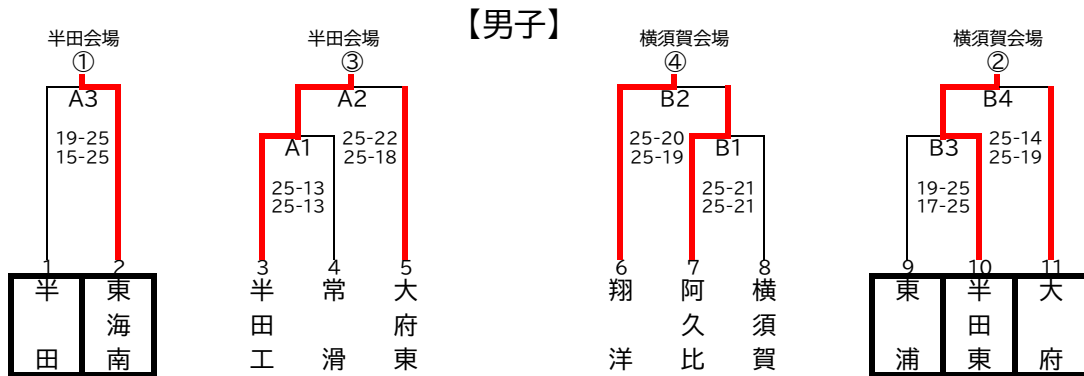 【男子】
半田会場
①
A3
19-25
15-25
1
半田
2
東海南
半田会場
③
A2
25-22
25-18
A1
25-13
25-13
3
半田工
4
常滑
5
大府東
横須賀会場
④
B2
25-20
25-19
B1
25-21
25-21
6
翔洋
7
阿久比
8
横須賀
横須賀会場
②
B4
25-14
25-19
B3
19-25
17-25
9
東浦
10
半田東
11
大府